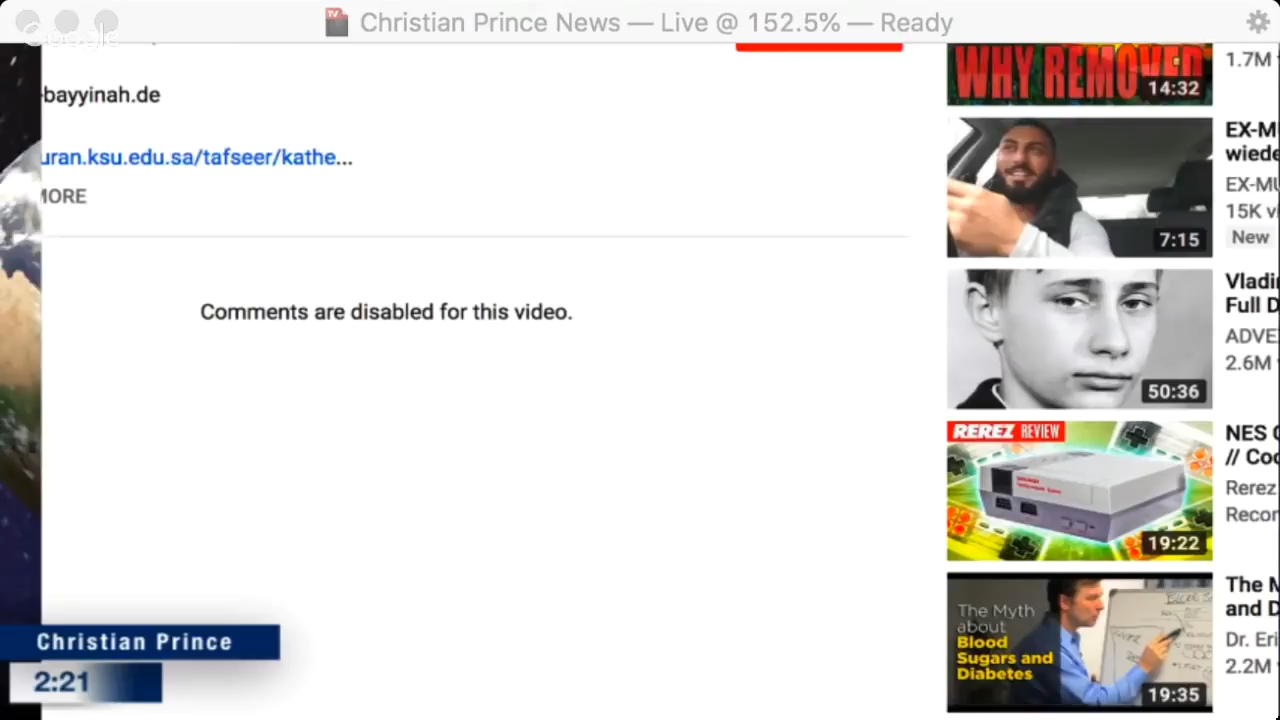 Christian Prince News — Live @ 152.5% — Ready
Google
-bayyinah.de
uran.ksu.edu.sa/tafseer/kathe...
MORE
Comments are disabled for this video.
WHY REMOVED
14:32
1.7M
EX-MU
wiede
EX-MU
15K vi
New
7:15
Vladi
Full D
ADVE
2.6M
50:36
REREZ REVIEW
NES C
// Coo
Rerez
Recor
19:22
The Myth
about
Blood
Sugars and
Diabetes
19:35
The M
and D
Dr. Eri
2.2M
Christian Prince
2:21